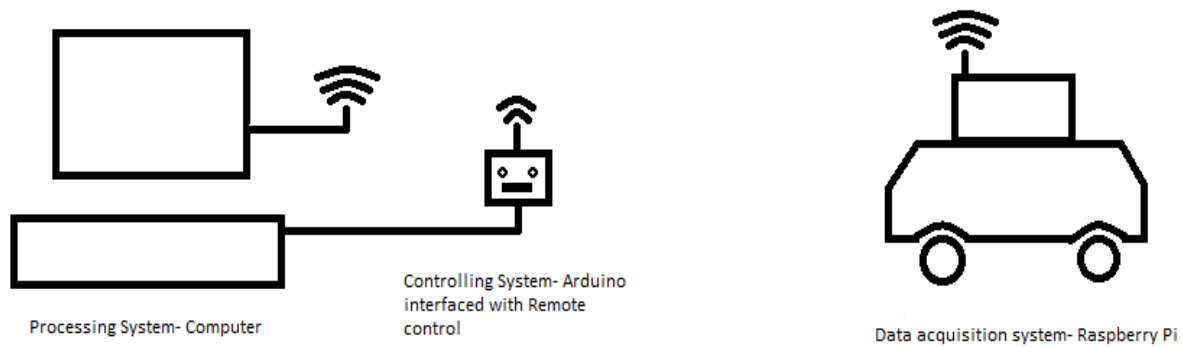 Processing System- Computer
Controlling System- Arduino
interfaced with Remote
control
Data acquisition system- Raspberry Pi